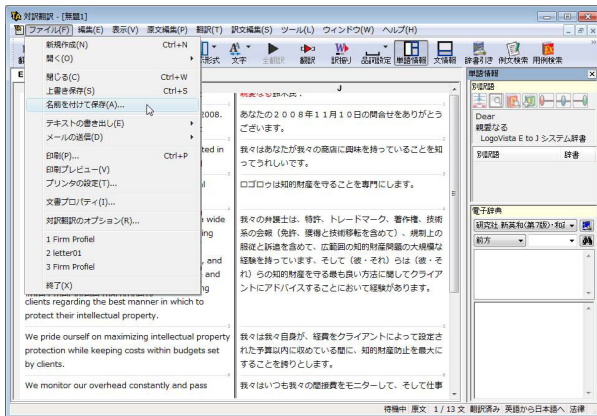 対訳翻訳 - [無題1]
ファイル(F) 編集(E) 表示(V) 原文編集(P) 翻訳(T) 訳文編集(S) ツール(L) ウィンドウ(W) ヘルプ(H)
新規作成(N) Ctrl+N
開く(O)
閉じる(C) Ctrl+W
上書き保存(S) Ctrl+S
名前を付けて保存(A)...
テキストの書き出し(E)
メールの送信(D)
印刷(P)... Ctrl+P
印刷プレビュー(V)
プリンタの設定(T)...
文書プロパティ(I)...
対訳翻訳のオプション(R)...
1 Firm Profiel
2 letter01
3 Firm Profiel
終了(X)
形式 文字 全翻訳 翻訳 訳振り 品詞設定 単語情報 文情報 辞書引き 例文検索 用例検索
E
J
2008.
あなたの2008年11月10日の問合せをありがとう
ございます。
ted in
我々はあなたが我々の商店に興味を持っていることを知
ってうれしいです。
ロゴロゥは知的財産を守ることを専門にします。
wide
我々の弁護士は、特許、トレードマーク、著作権、技術
系の会報（免許、獲得と技術移転を含めて）、規制上の
服従と訴追を含めて、広範囲の知的財産問題の大規模な
, and
経験を持っています、そして（彼・それ）らは（彼・そ
れ）らの知的財産を守る最も良い方法に関してクライア
ントにアドバイスすることにおいて経験があります。
clients regarding the best manner in which to
protect their intellectual property.
We pride ourself on maximizing intellectual property
protection while keeping costs within budgets set
by clients.
我々は我々自身が、経費をクライアントによって設定さ
れた予算以内に収めている間に、知的財産防止を最大に
することを誇りとします。
We monitor our overhead constantly and pass
我々はいつも我々の間接費をモニターして、そして仕事
単語情報
別訳語
Dear
親愛なる
LogoVista E to J システム辞書
別訳語 辞書
電子辞典
研究社 新英和(第7版)・和
前方
待機中 原文 1 / 13 文 翻訳済み 英語から日本語へ 法律